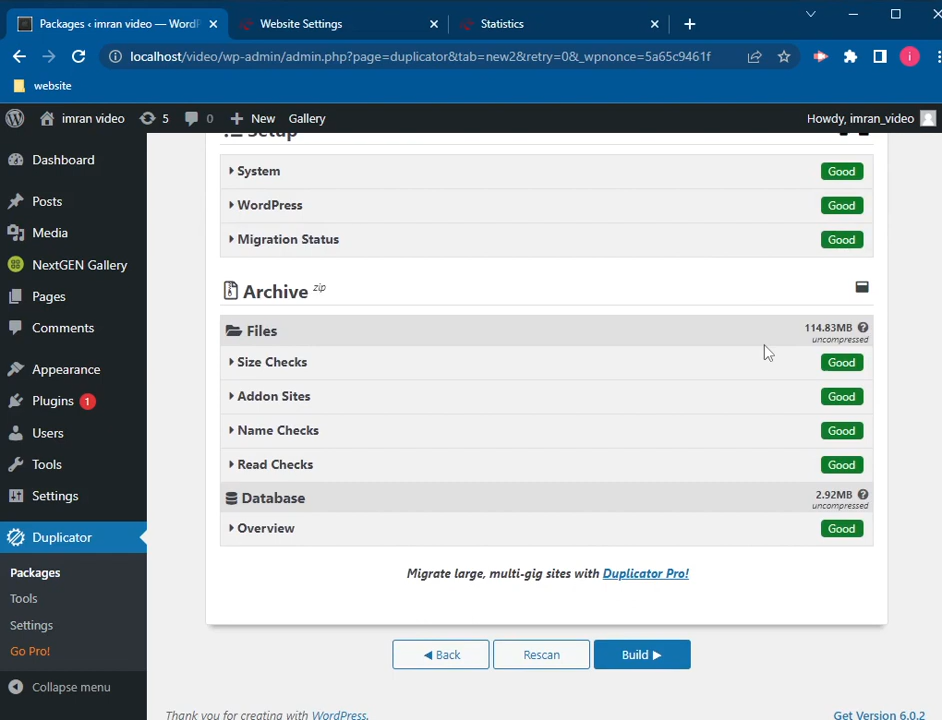 Packages ‹ imran video — WordP
Website Settings
Statistics
localhost/video/wp-admin/admin.php?page=duplicator&tab=new2&retry=0&_wpnonce=5a65c9461f
i
website
imran video
5
0
New
Gallery
Howdy, imran_video
Dashboard
Posts
Media
NextGEN Gallery
Pages
Comments
Appearance
Plugins 1
Users
Tools
Settings
Duplicator
Packages
Tools
Settings
Go Pro!
Collapse menu
Setup
System Good
WordPress Good
Migration Status Good
Archive zip
Files 114.83MB
uncompressed
Size Checks Good
Addon Sites Good
Name Checks Good
Read Checks Good
Database 2.92MB
uncompressed
Overview Good
Migrate large, multi-gig sites with Duplicator Pro!
Back
Rescan
Build
Thank you for creating with WordPress.
Get Version 6.0.2